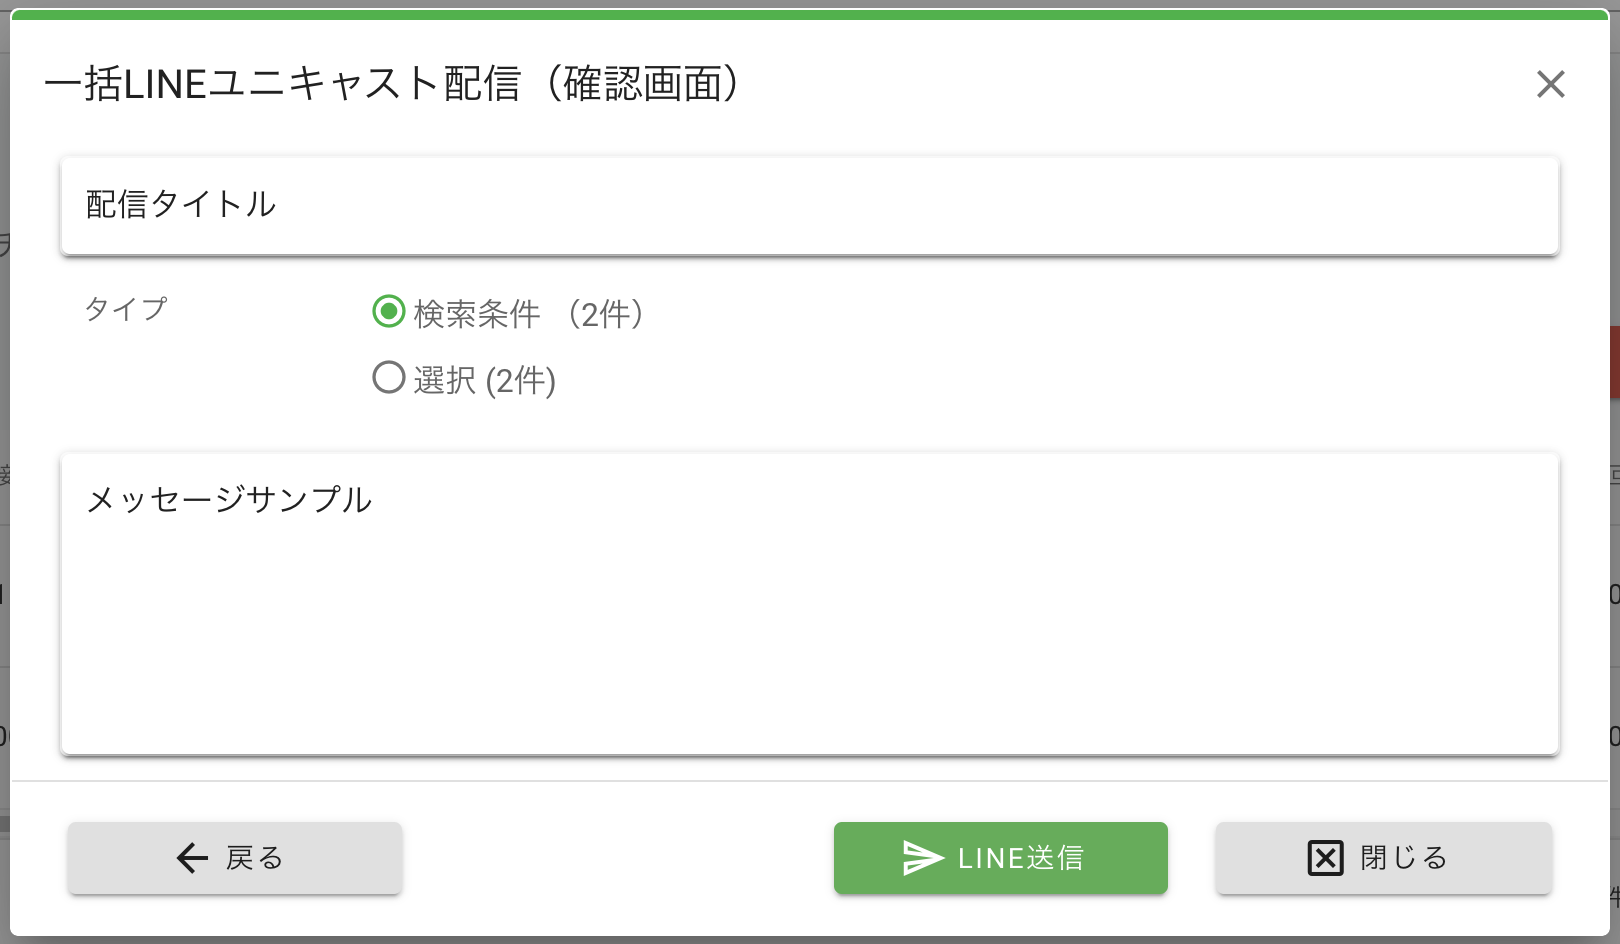 一括LINEユニキャスト配信（確認画面）
配信タイトル
タイプ
検索条件 （2件）
選択 (2件)
メッセージサンプル
戻る
LINE送信
閉じる